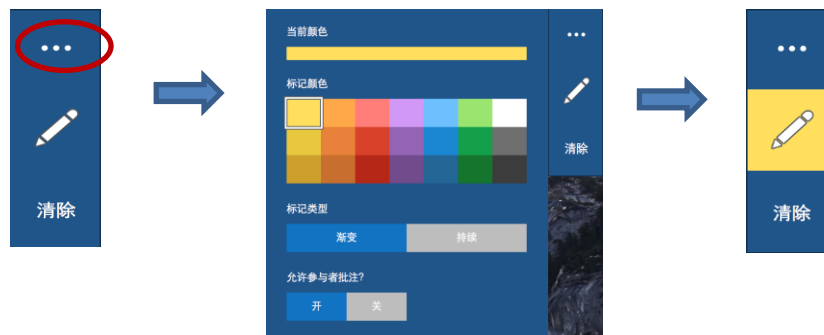 清除
当前颜色
标记颜色
标记类型
渐变 持续
允许参与者批注?
开 关
清除
清除